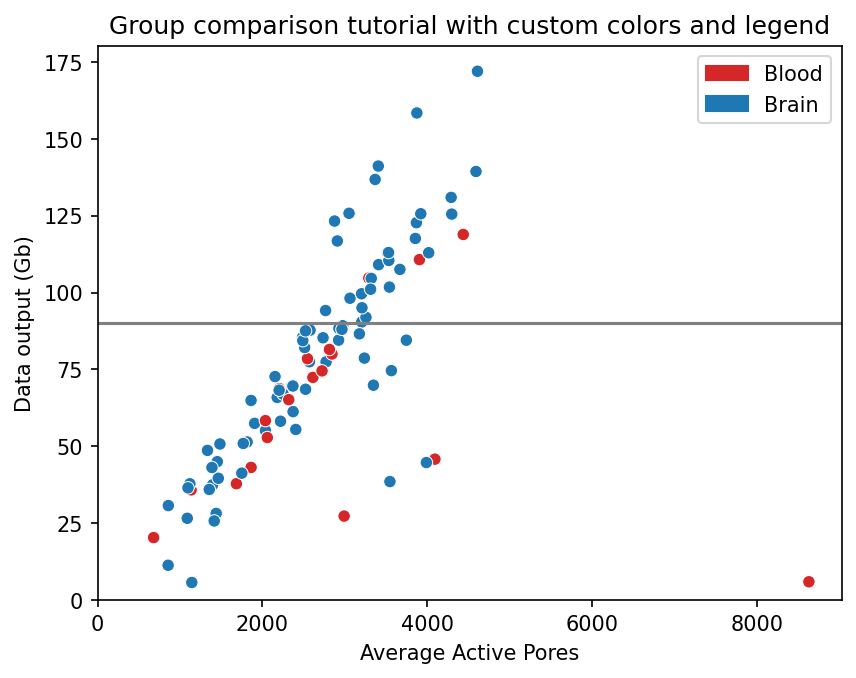 Group comparison tutorial with custom colors and legend
Blood
Brain
175
150
125
100
75
50
25
0
Data output (Gb)
0 2000 4000 6000 8000
Average Active Pores